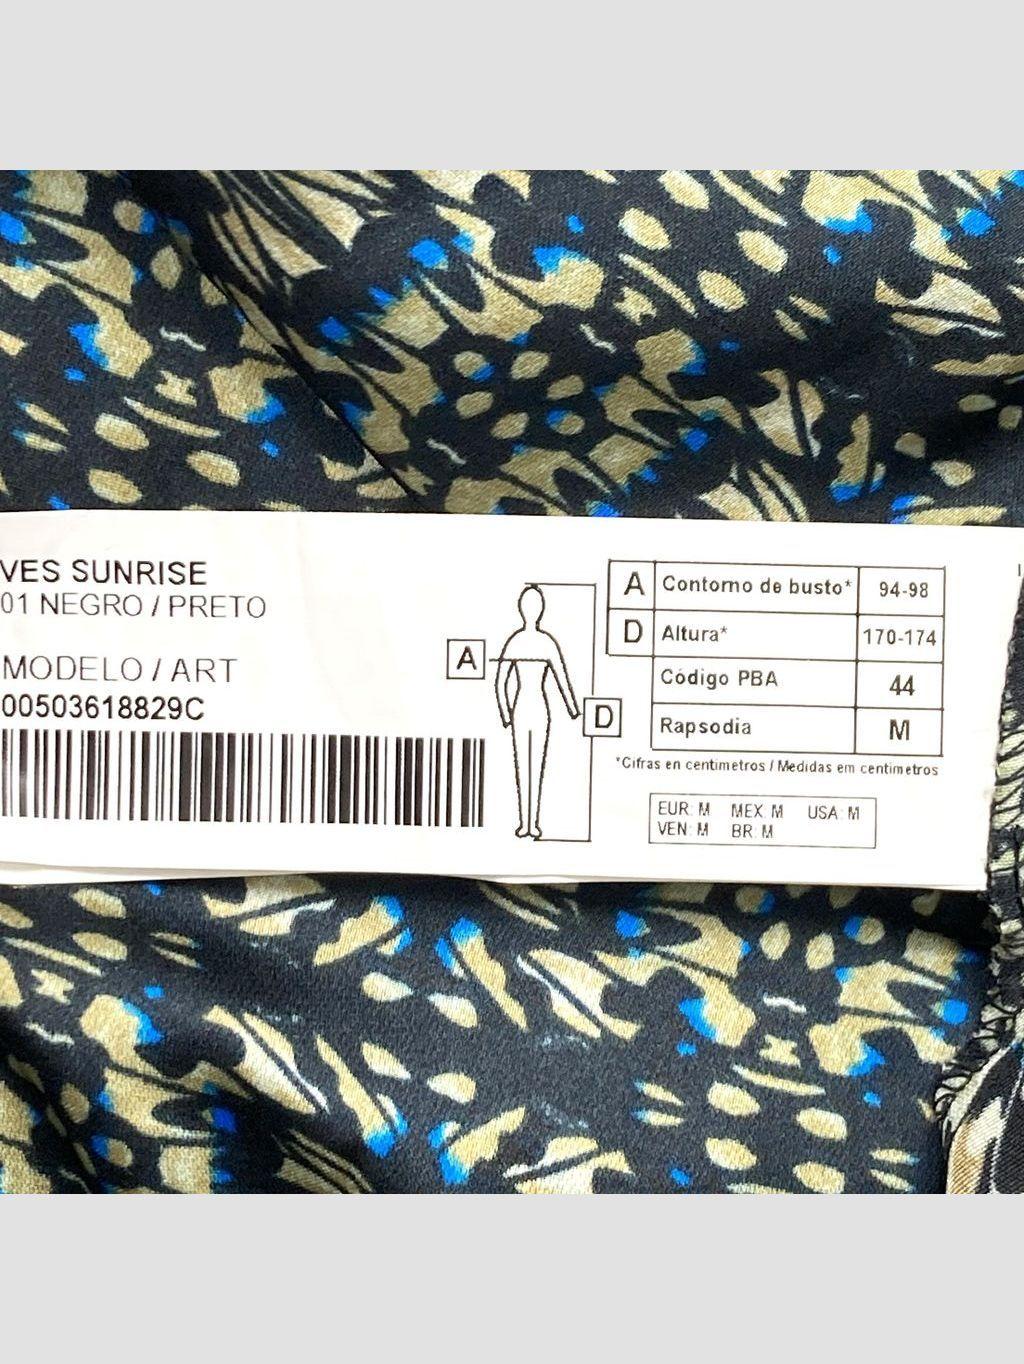 VES SUNRISE
01 NEGRO / PRETO
MODELO / ART
00503618829C
A
D
A Contorno de busto* 94-98
D Altura* 170-174
Código PBA 44
Rapsodia M
*Cifras en centimetros / Medidas em centimetros
EUR: M MEX: M USA: M
VEN: M BR: M